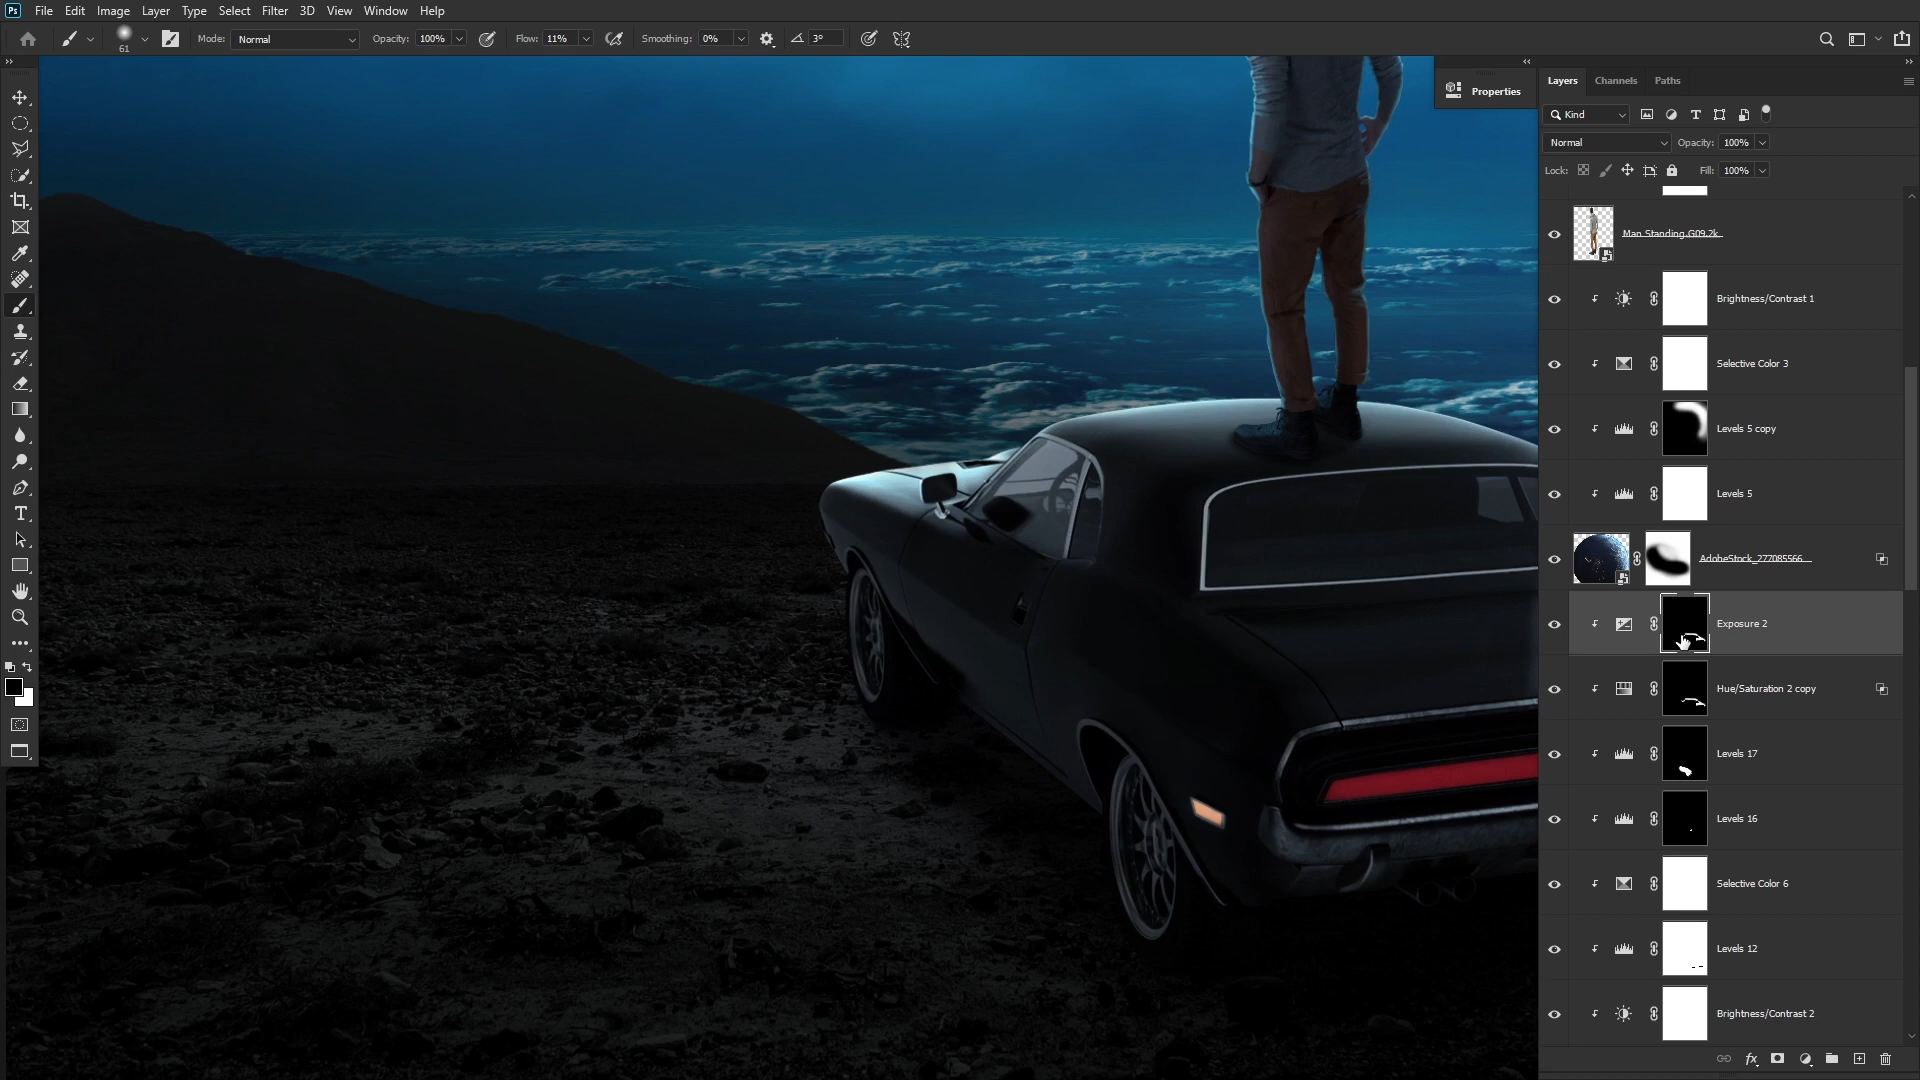 Ps File Edit Image Layer Type Select Filter 3D View Window Help
61 Mode: Normal Opacity: 100% Flow: 11% Smoothing: 0% 3°
Properties
Layers Channels Paths
Kind
Normal Opacity: 100%
Lock: Fill: 100%
Man.Standing.G09.2k
Brightness/Contrast 1
Selective Color 3
Levels 5 copy
Levels 5
AdobeStock_277085566
Exposure 2
Hue/Saturation 2 copy
Levels 17
Levels 16
Selective Color 6
Levels 12
Brightness/Contrast 2
fx